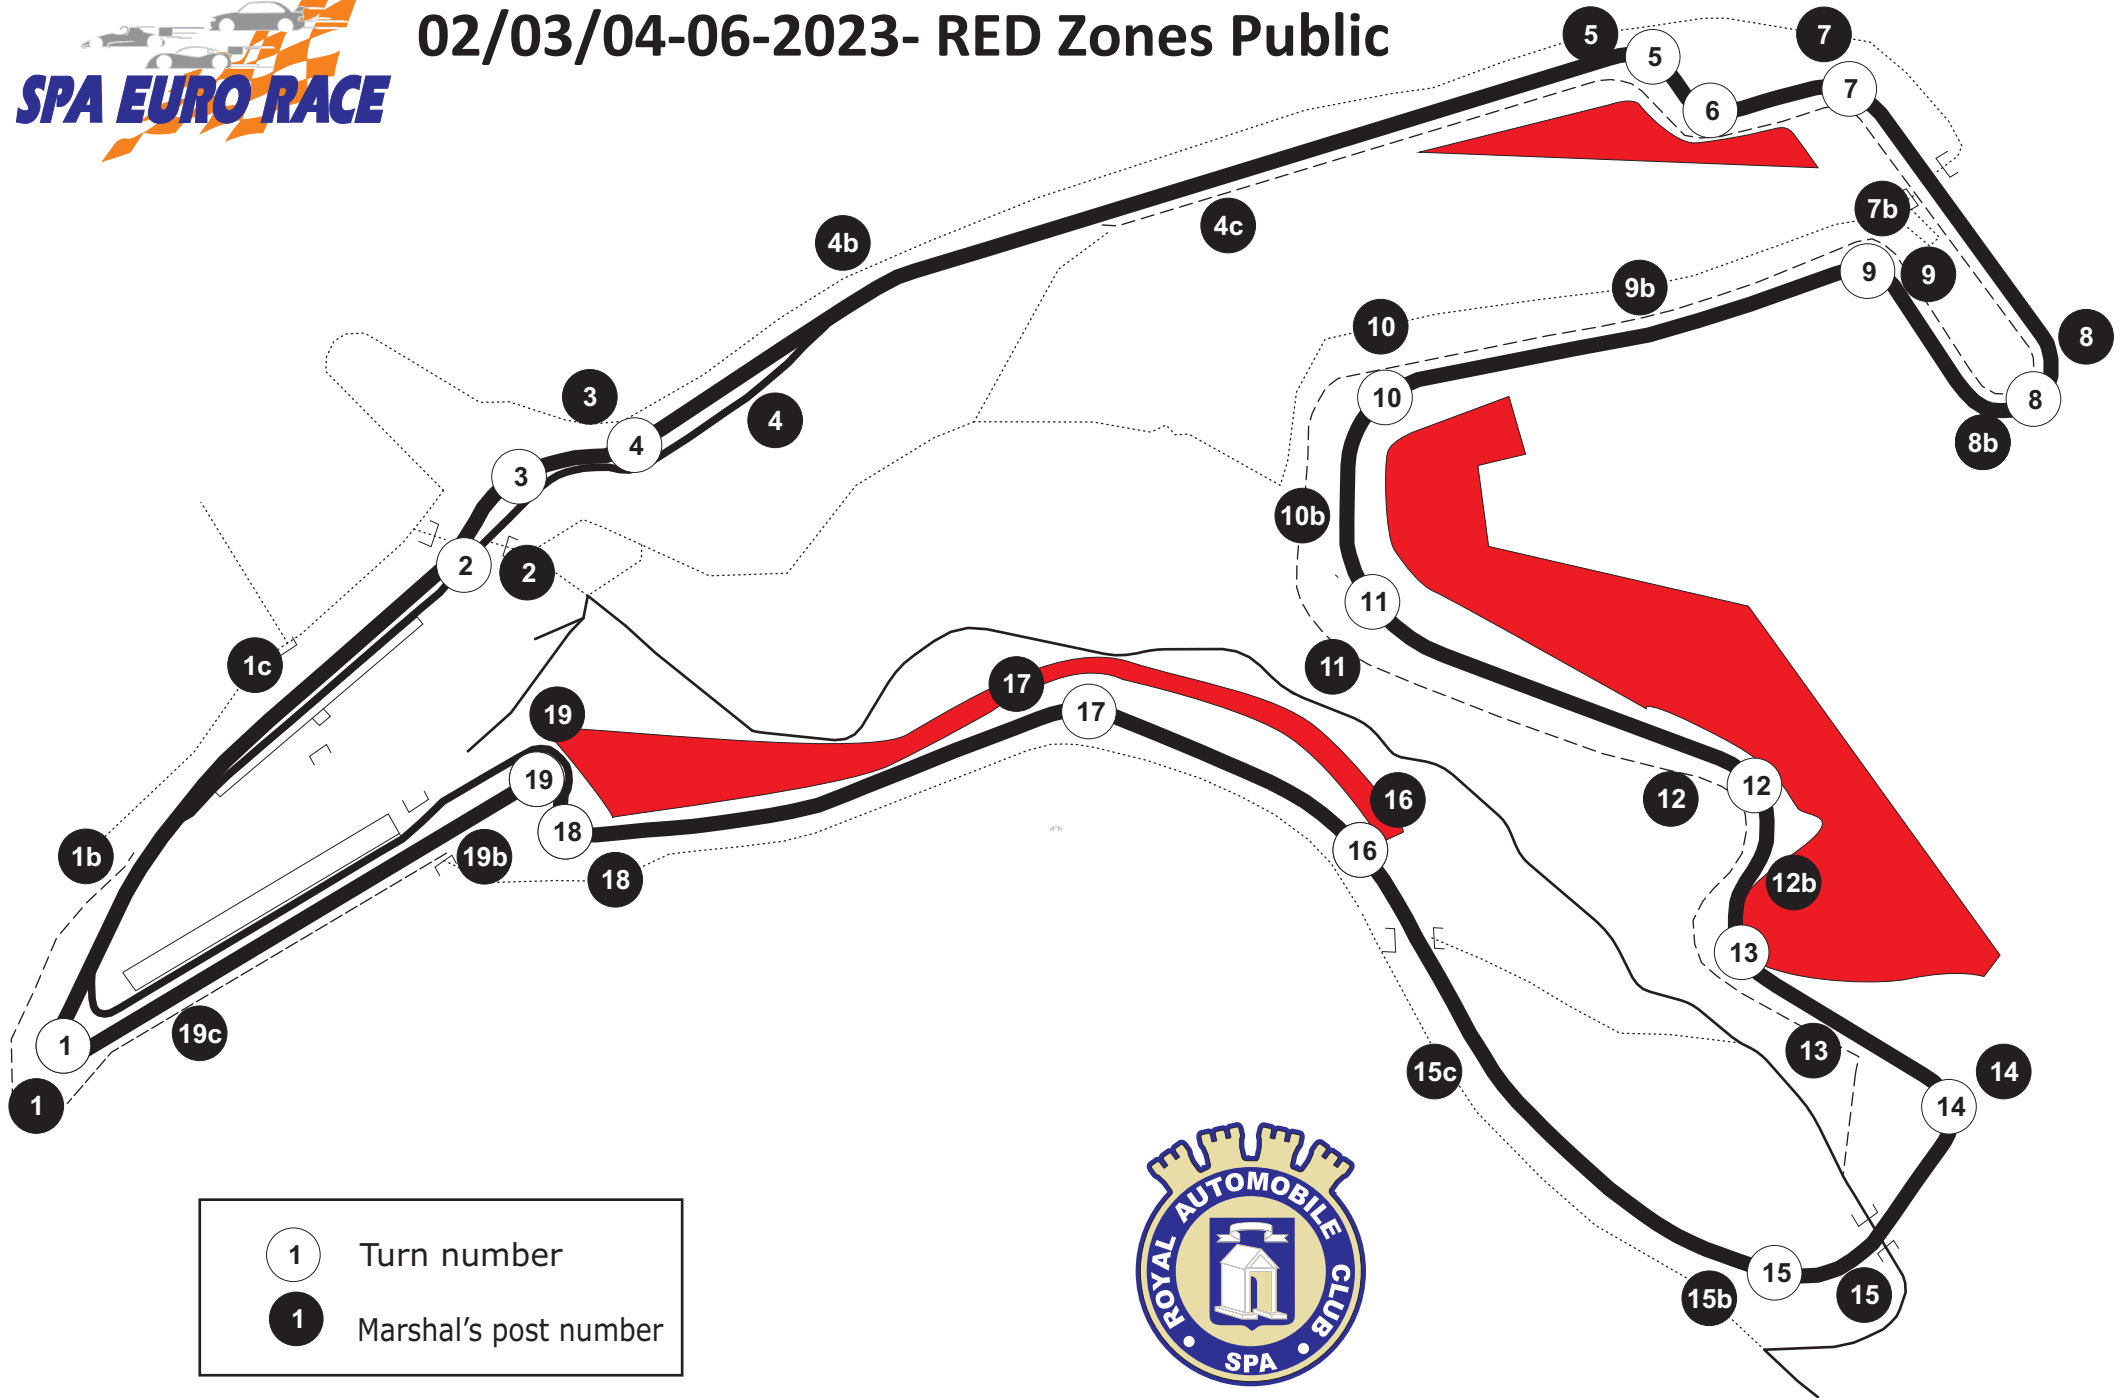 02/03/04-06-2023- RED Zones Public
SPA EURO RACE
5
7
5
7
6
4c
7b
4b
9
9
9b
10
8
3
10
8
4
4
8b
3
10b
2
2
11
1c
11
17
19
17
19
12
12
16
18
16
1b
19b
18
12b
13
19c
1
13
15c
14
1
14
15
15b
15
1 Turn number
1 Marshal's post number
ROYAL AUTOMOBILE CLUB
SPA